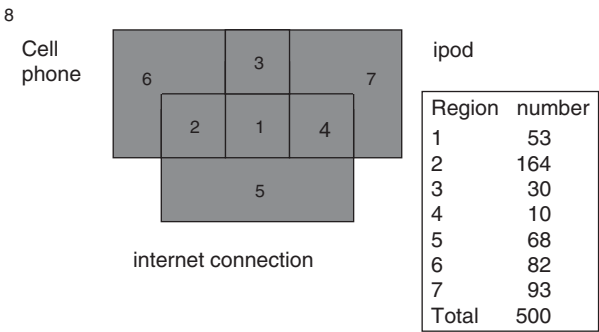 8
Cell
phone
ipod
3
6
7
2
1
4
5
internet connection
Region number
1 53
2 164
3 30
4 10
5 68
6 82
7 93
Total 500